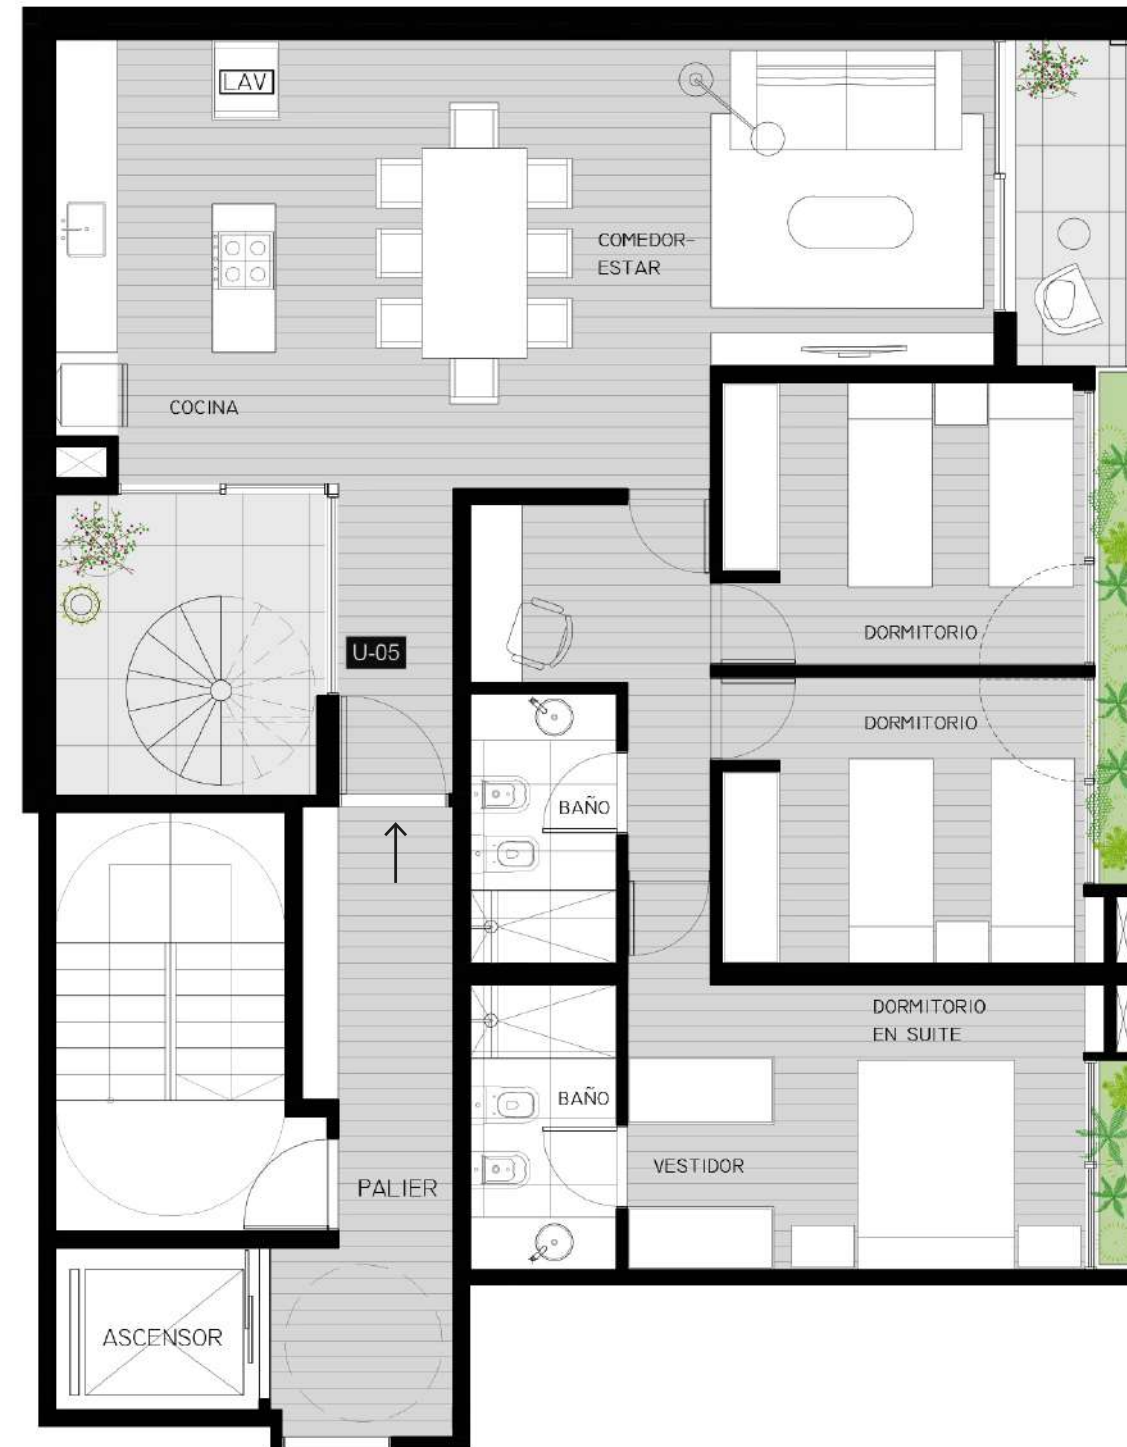 LAV
COMEDOR-
ESTAR
COCINA
U-05
DORMITORIO
DORMITORIO
BAÑO
DORMITORIO
EN SUITE
BAÑO
VESTIDOR
PALIER
ASCENSOR